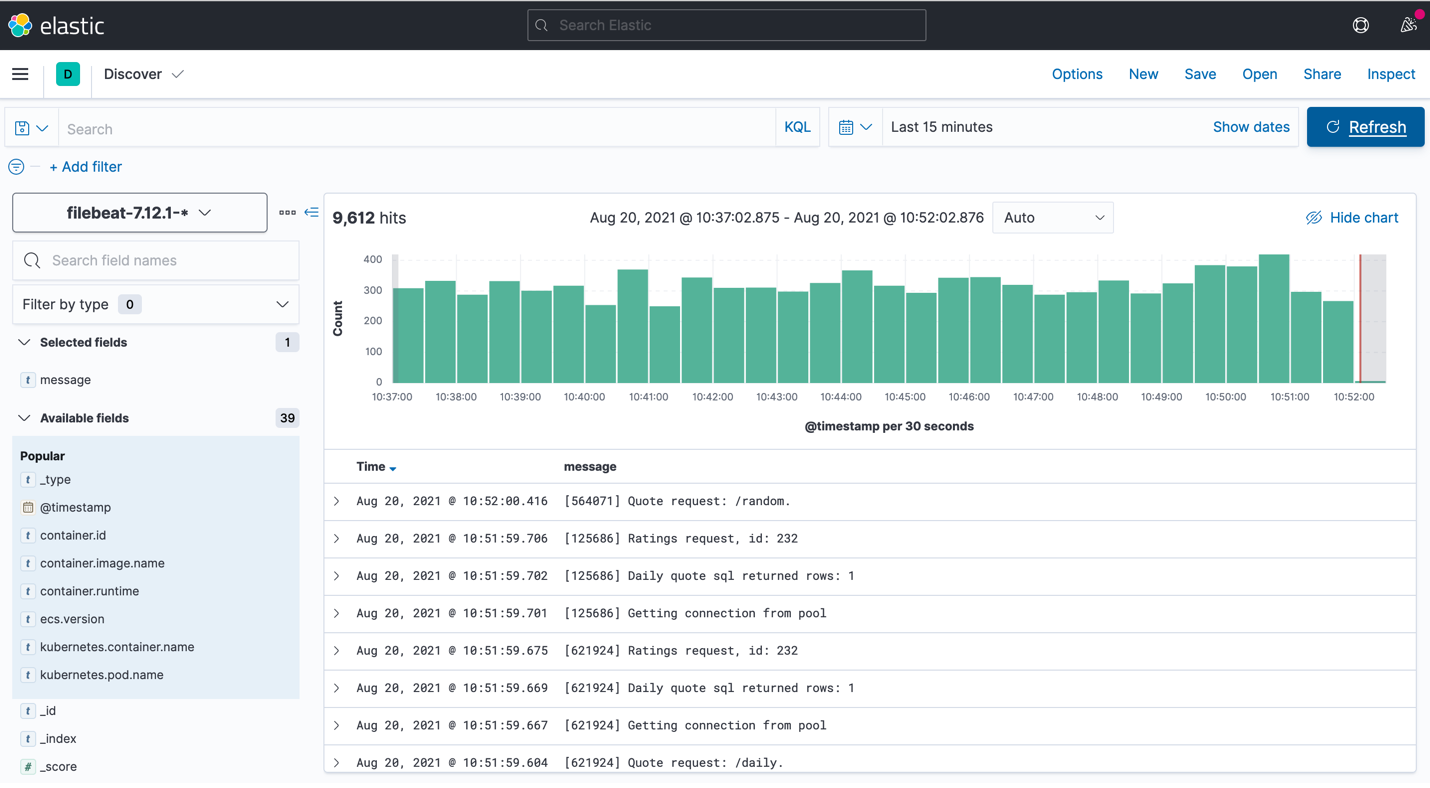 elastic
Search Elastic
D Discover Options New Save Open Share Inspect
Search KQL Last 15 minutes Show dates Refresh
+ Add filter
filebeat-7.12.1-*
Search field names
Filter by type 0
Selected fields 1
t message
Available fields 39
Popular
t _type
@timestamp
t container.id
t container.image.name
t container.runtime
t ecs.version
t kubernetes.container.name
t kubernetes.pod.name
t _id
t _index
# _score
9,612 hits Aug 20, 2021 @ 10:37:02.875 - Aug 20, 2021 @ 10:52:02.876 Auto Hide chart
Count
400
300
200
100
0
10:37:00 10:38:00 10:39:00 10:40:00 10:41:00 10:42:00 10:43:00 10:44:00 10:45:00 10:46:00 10:47:00 10:48:00 10:49:00 10:50:00 10:51:00 10:52:00
@timestamp per 30 seconds
Time message
Aug 20, 2021 @ 10:52:00.416 [564071] Quote request: /random.
Aug 20, 2021 @ 10:51:59.706 [125686] Ratings request, id: 232
Aug 20, 2021 @ 10:51:59.702 [125686] Daily quote sql returned rows: 1
Aug 20, 2021 @ 10:51:59.701 [125686] Getting connection from pool
Aug 20, 2021 @ 10:51:59.675 [621924] Ratings request, id: 232
Aug 20, 2021 @ 10:51:59.669 [621924] Daily quote sql returned rows: 1
Aug 20, 2021 @ 10:51:59.667 [621924] Getting connection from pool
Aug 20, 2021 @ 10:51:59.604 [621924] Quote request: /daily.